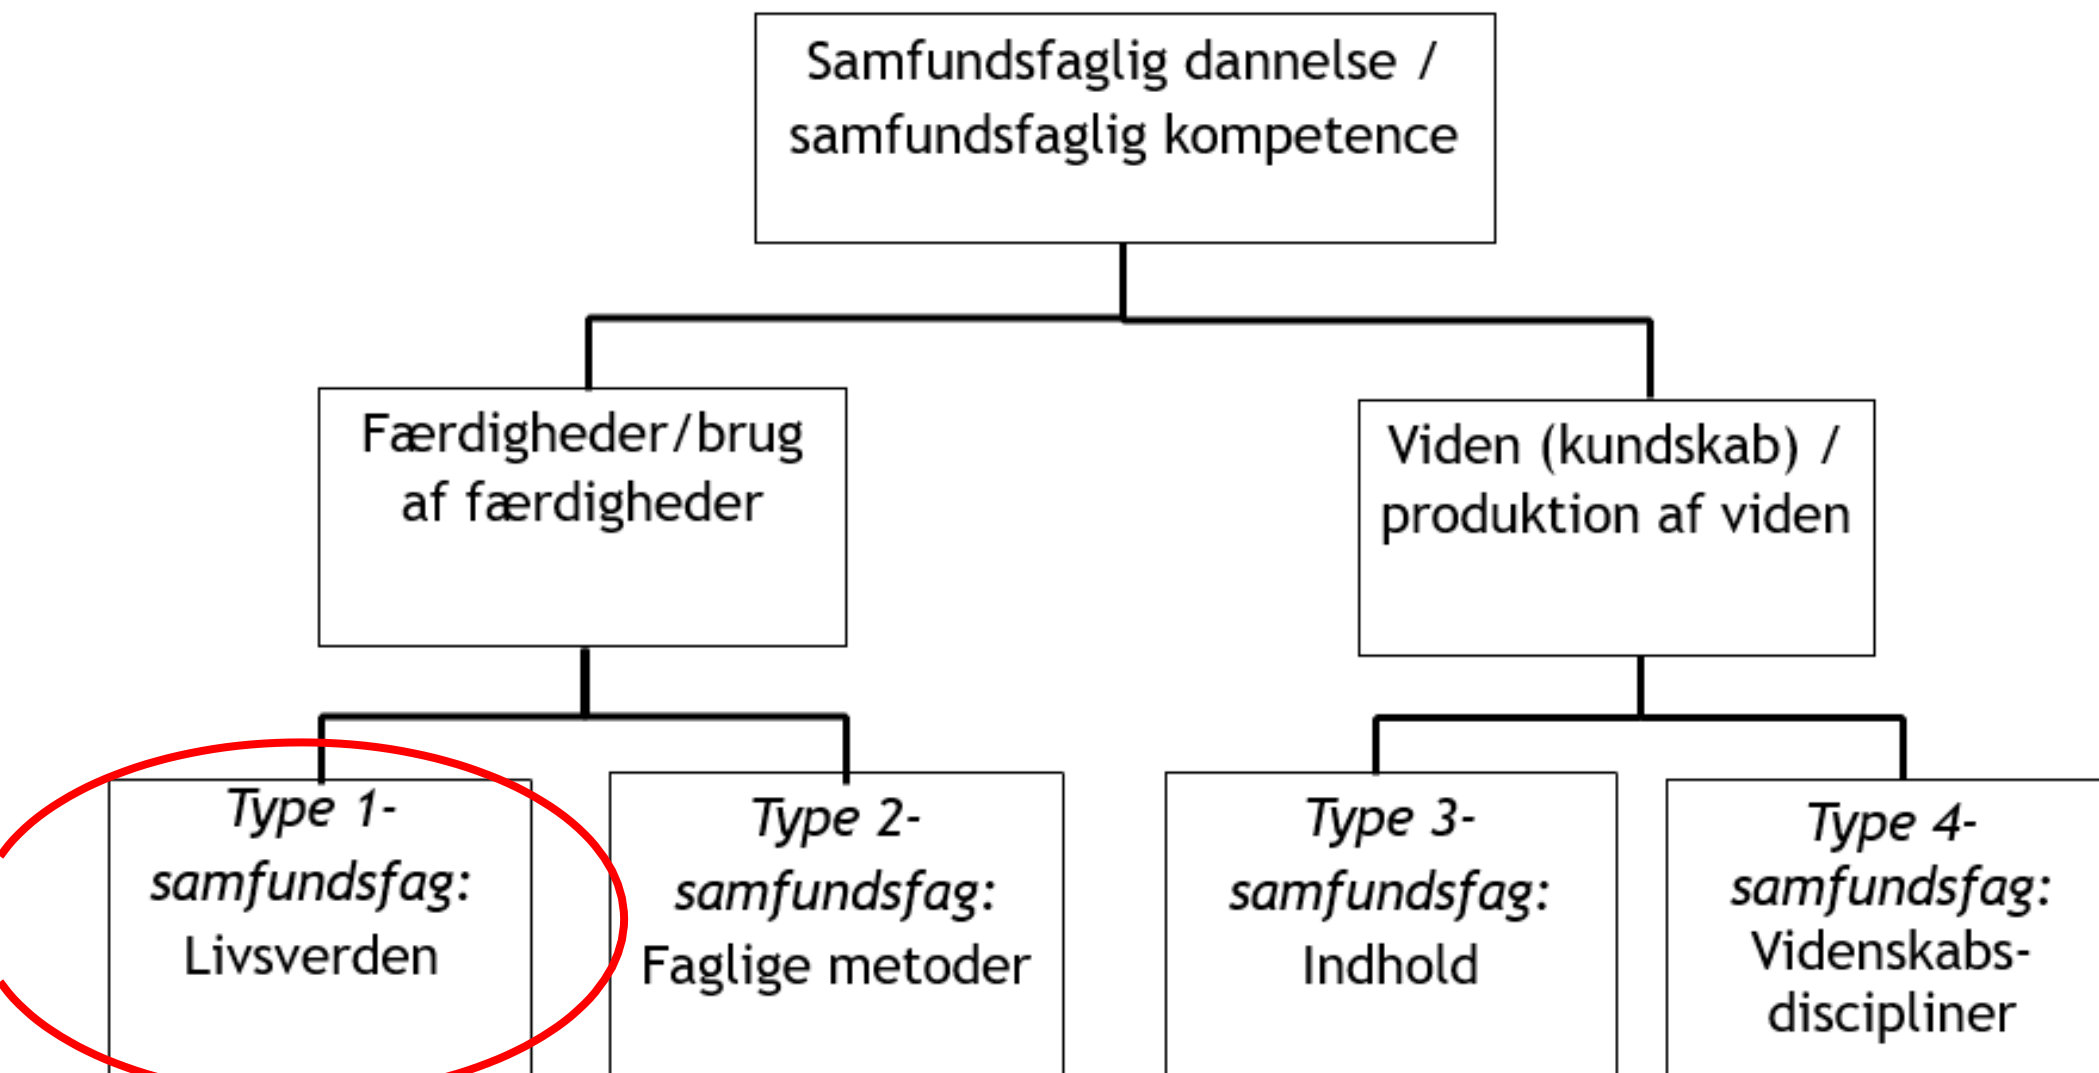 Samfundsfaglig dannelse /
samfundsfaglig kompetence
Færdigheder/brug
af færdigheder
Viden (kundskab) /
produktion af viden
Type 1-
samfundsfag:
Livsverden
Type 2-
samfundsfag:
Faglige metoder
Type 3-
samfundsfag:
Indhold
Type 4-
samfundsfag:
Videnskabs-
discipliner